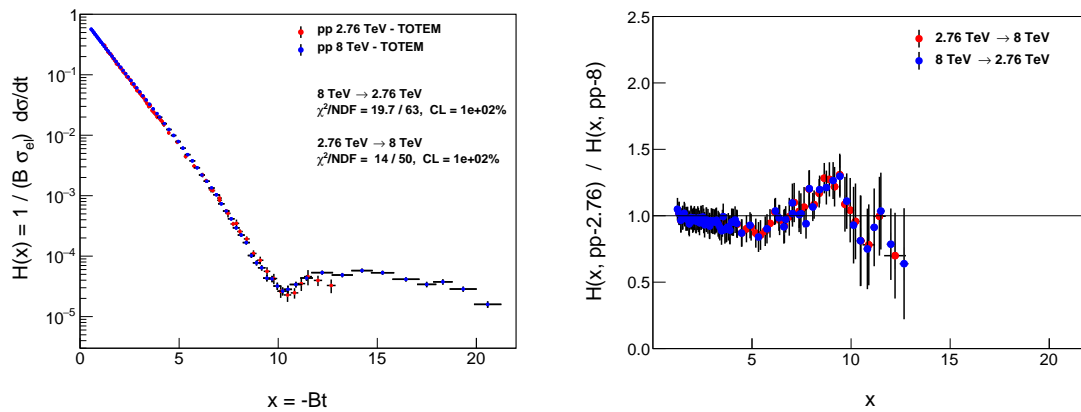 H(x) = 1 / (B σel) dσ/dt
1
10⁻¹
10⁻²
10⁻³
10⁻⁴
10⁻⁵
pp 2.76 TeV - TOTEM
pp 8 TeV - TOTEM
8 TeV → 2.76 TeV
χ²/NDF = 19.7 / 63, CL = 1e+02%
2.76 TeV → 8 TeV
χ²/NDF = 14 / 50, CL = 1e+02%
0 5 10 15 20
x = -Bt
H(x, pp-2.76) / H(x, pp-8)
2.5
2.0
1.5
1.0
0.5
0.0
2.76 TeV → 8 TeV
8 TeV → 2.76 TeV
0 5 10 15 20
x